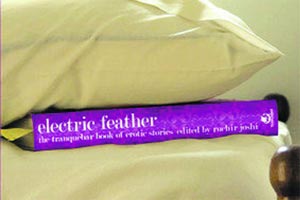 electric feather
the tranquebar book of erotic stories edited by ruchir joshi